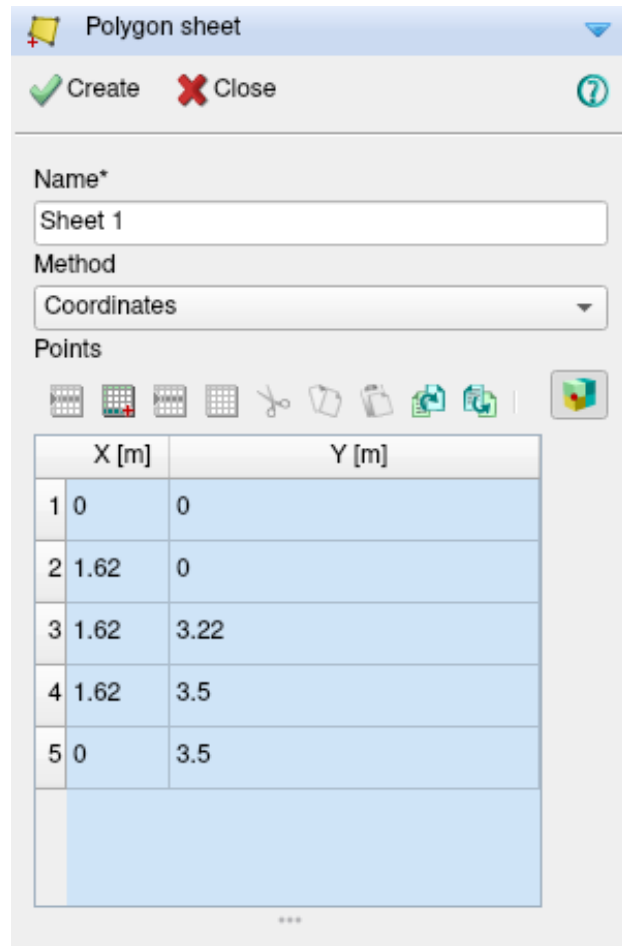 Polygon sheet
Create Close
Name*
Sheet 1
Method
Coordinates
Points
X [m] Y [m]
1 0 0
2 1.62 0
3 1.62 3.22
4 1.62 3.5
5 0 3.5